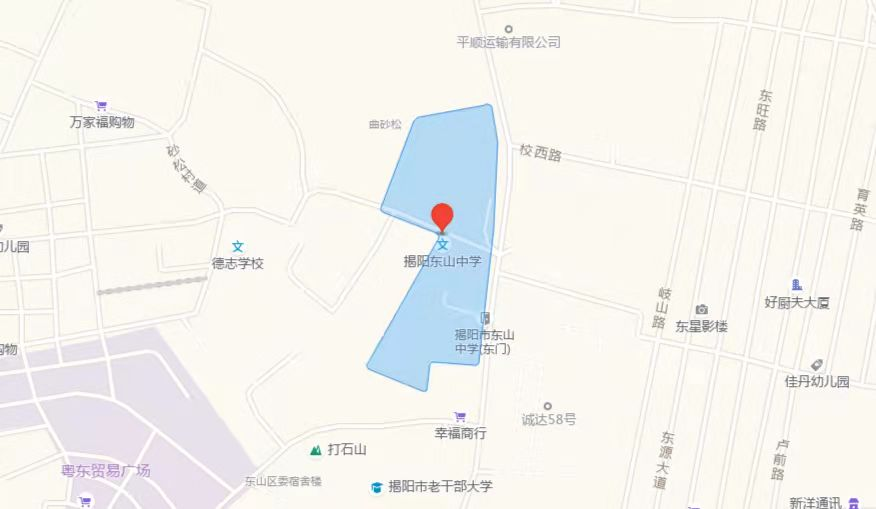 平顺运输有限公司
东旺路
万家福购物
曲砂松
校西路
砂松村道
育英路
幼儿园
德志学校
揭阳东山中学
岐山路
好厨夫大厦
东星影楼
揭阳市东山
中学(东门)
购物
佳丹幼儿园
诚达58号
幸福商行
打石山
东源大道
卢前路
粤东贸易广场
东山区委宿舍楼
揭阳市老干部大学
新洋通讯